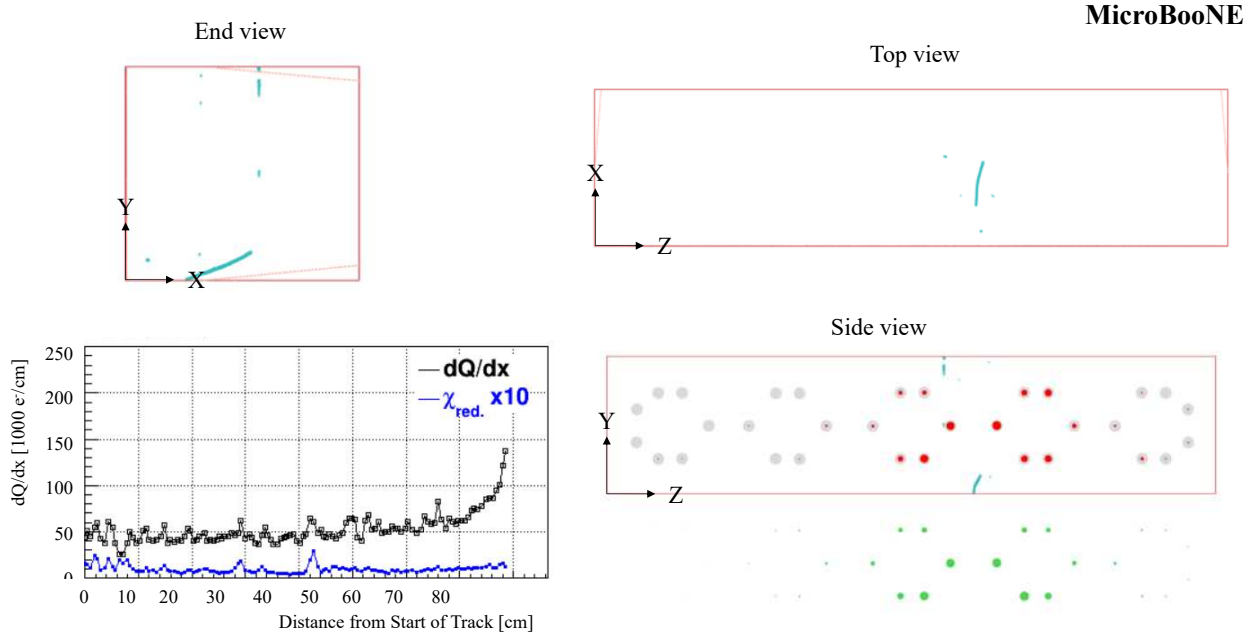 MicroBooNE
End view
Top view
Y
X
X
Z
Side view
250
200
150
100
50
0
dQ/dx [1000 e-/cm]
dQ/dx
χred. x10
0 10 20 30 40 50 60 70 80
Distance from Start of Track [cm]
Y
Z